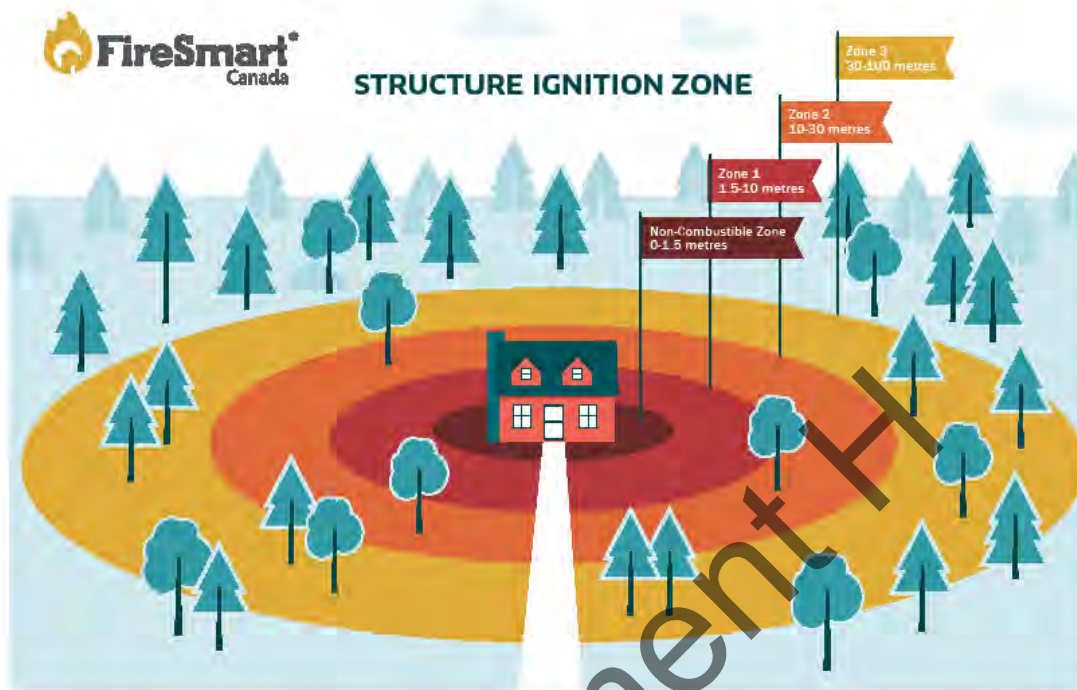 FireSmart®
Canada
STRUCTURE IGNITION ZONE
Zone 3
30-100 metres
Zone 2
10-30 metres
Zone 1
1.5-10 metres
Non-Combustible Zone
0-1.5 metres